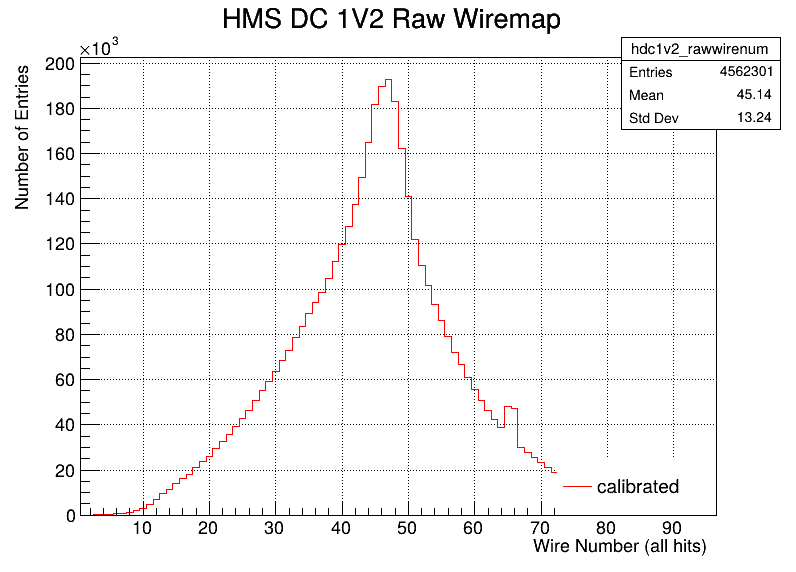 HMS DC 1V2 Raw Wiremap
×10³
hdc1v2_rawwirenum
Entries 4562301
Mean 45.14
Std Dev 13.24
Number of Entries
200
180
160
140
120
100
80
60
40
20
0
10 20 30 40 50 60 70 80 90
Wire Number (all hits)
calibrated